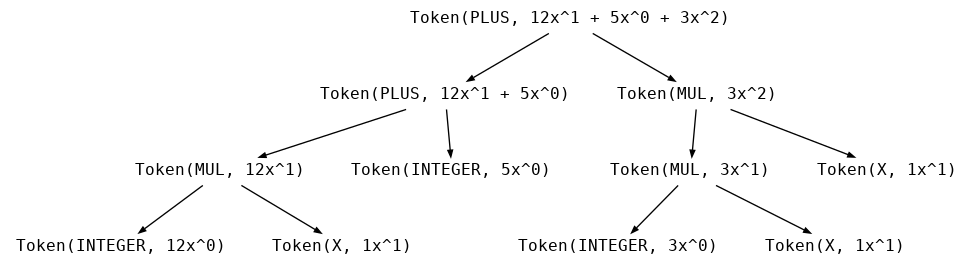 Token(PLUS, 12x^1 + 5x^0 + 3x^2)
Token(PLUS, 12x^1 + 5x^0)
Token(MUL, 3x^2)
Token(MUL, 12x^1)
Token(INTEGER, 5x^0)
Token(MUL, 3x^1)
Token(X, 1x^1)
Token(INTEGER, 12x^0)
Token(X, 1x^1)
Token(INTEGER, 3x^0)
Token(X, 1x^1)